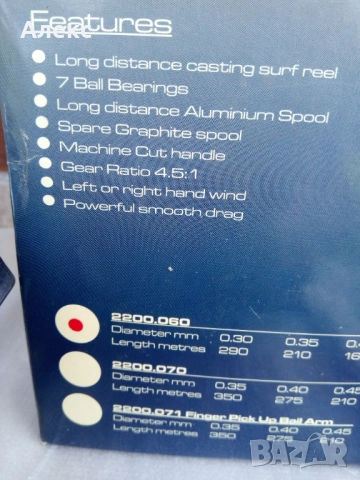 Алекс
Features
Long distance casting surf reel
7 Ball Bearings
Long distance Aluminium Spool
Spare Graphite spool
Machine Cut handle
Gear Ratio 4.5:1
Left or right hand wind
Powerful smooth drag
2200.060
Diameter mm 0.30 0.35
Length metres 290 210
2200.070
Diameter mm 0.35 0.40 0.45
Length metres 350 275 210
2200.071 Finger Pick Up Bail Arm
Diameter mm 0.35 0.40 0.45
Length metres 350 275 210
BAZAR